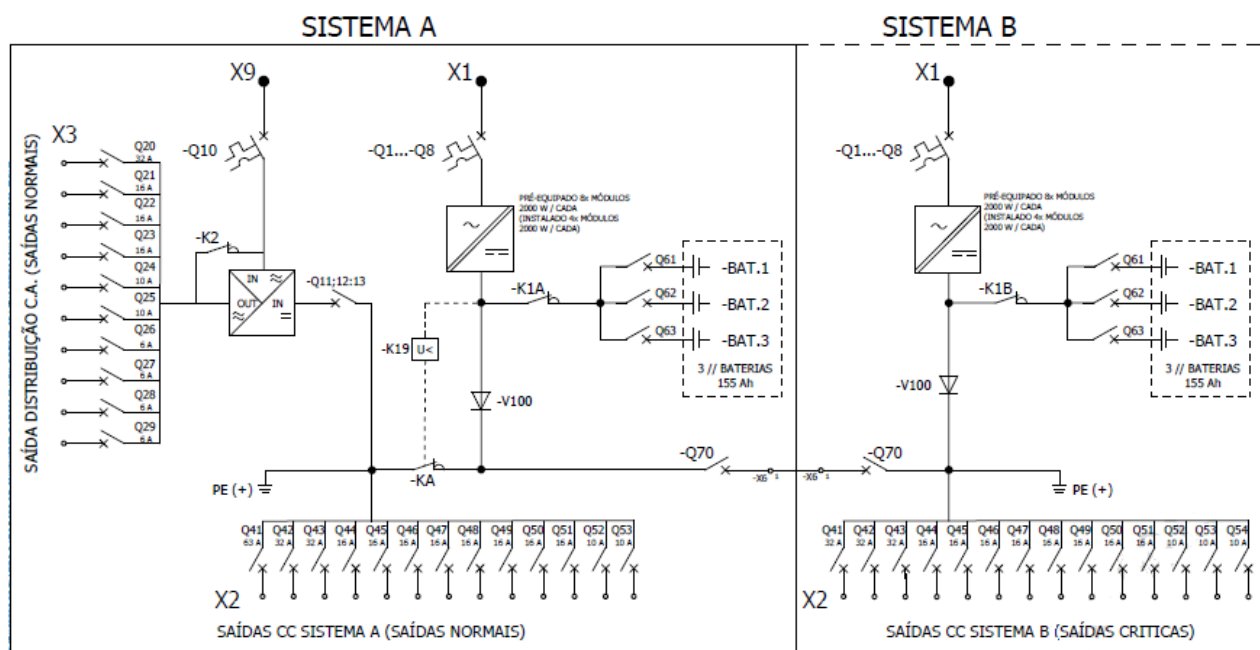 SISTEMA A
SISTEMA B
X9
X1
X1
X3
SAÍDA DISTRIBUIÇÃO C.A. (SAÍDAS NORMAIS)
Q20
32 A
Q21
16 A
Q22
16 A
Q23
16 A
Q24
10 A
Q25
10 A
Q26
6 A
Q27
6 A
Q28
6 A
Q29
6 A
-Q10
-K2
IN
OUT
IN
-Q11;12:13
-Q1...-Q8
PRÉ-EQUIPADO 8x MÓDULOS
2000 W / CADA
(INSTALADO 4x MÓDULOS
2000 W / CADA)
-K1A
Q61
Q62
Q63
-BAT.1
-BAT.2
-BAT.3
3 // BATERIAS
155 Ah
-K19
U<
-V100
-KA
PE (+)
-Q70
-X6 1
-X6 1
-Q70
-Q1...-Q8
PRÉ-EQUIPADO 8x MÓDULOS
2000 W / CADA
(INSTALADO 4x MÓDULOS
2000 W / CADA)
-K1B
Q61
Q62
Q63
-BAT.1
-BAT.2
-BAT.3
3 // BATERIAS
155 Ah
-V100
PE (+)
Q41 Q42 Q43 Q44 Q45 Q46 Q47 Q48 Q49 Q50 Q51 Q52 Q53
63 A 32 A 32 A 16 A 16 A 16 A 16 A 16 A 16 A 16 A 16 A 10 A 10 A
X2
SAÍDAS CC SISTEMA A (SAÍDAS NORMAIS)
Q41 Q42 Q43 Q44 Q45 Q46 Q47 Q48 Q49 Q50 Q51 Q52 Q53 Q54
32 A 32 A 32 A 16 A 16 A 16 A 16 A 16 A 16 A 16 A 16 A 10 A 10 A 10 A
X2
SAÍDAS CC SISTEMA B (SAÍDAS CRITICAS)